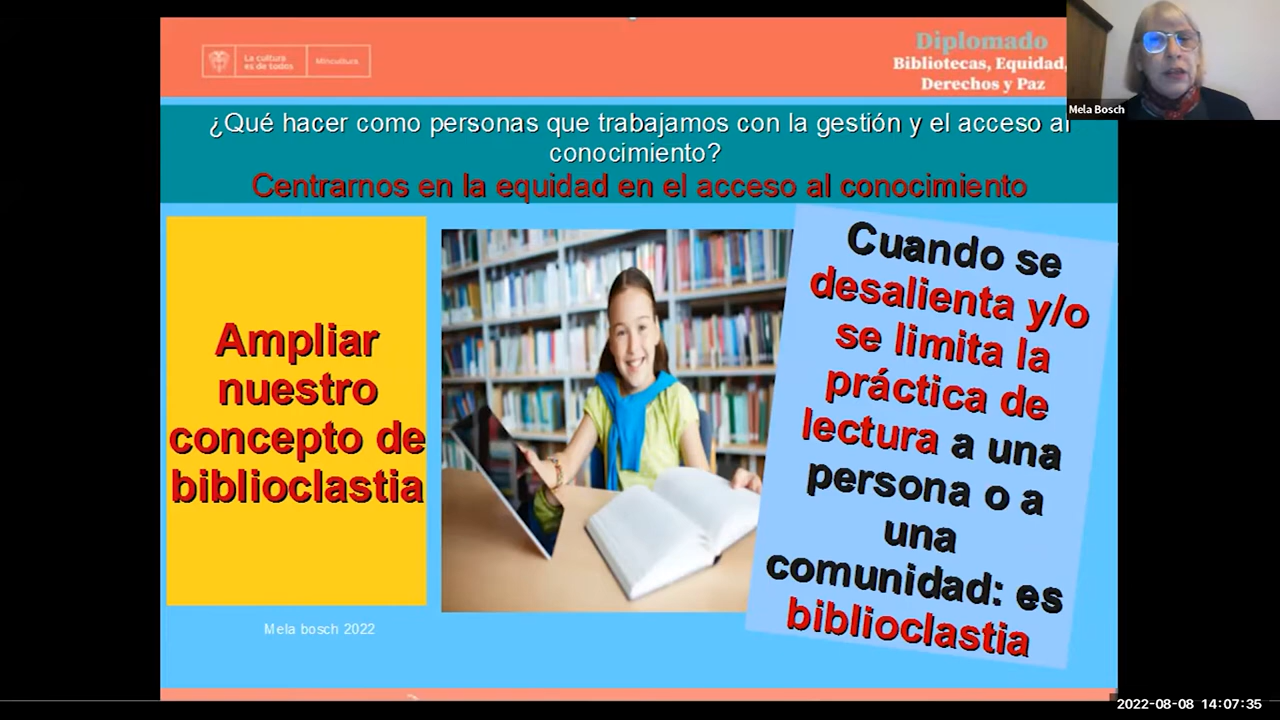 La cultura
es de todos
Mincultura
Diplomado
Bibliotecas, Equidad,
Derechos y Paz
Mela Bosch
¿Qué hacer como personas que trabajamos con la gestión y el acceso al
conocimiento?
Centrarnos en la equidad en el acceso al conocimiento
Ampliar
nuestro
concepto de
biblioclastia
Cuando se
desalienta y/o
se limita la
práctica de
lectura a una
persona o a
una
comunidad: es
biblioclastia
Mela bosch 2022
2022-08-08 14:07:35